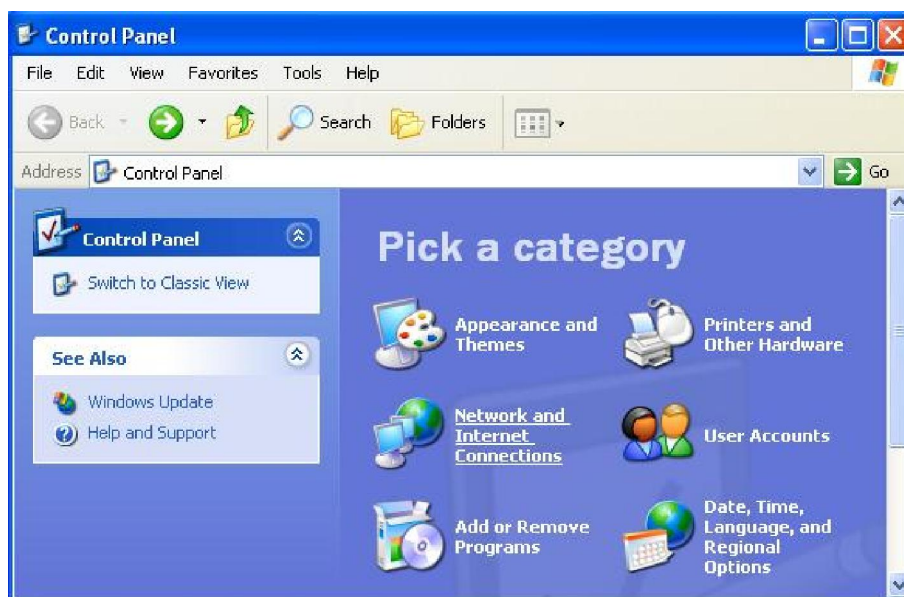 Control Panel
File Edit View Favorites Tools Help
Back Search Folders
Address Control Panel Go
Control Panel
Switch to Classic View
See Also
Windows Update
Help and Support
Pick a category
Appearance and
Themes
Printers and
Other Hardware
Network and
Internet
Connections
User Accounts
Add or Remove
Programs
Date, Time,
Language, and
Regional
Options